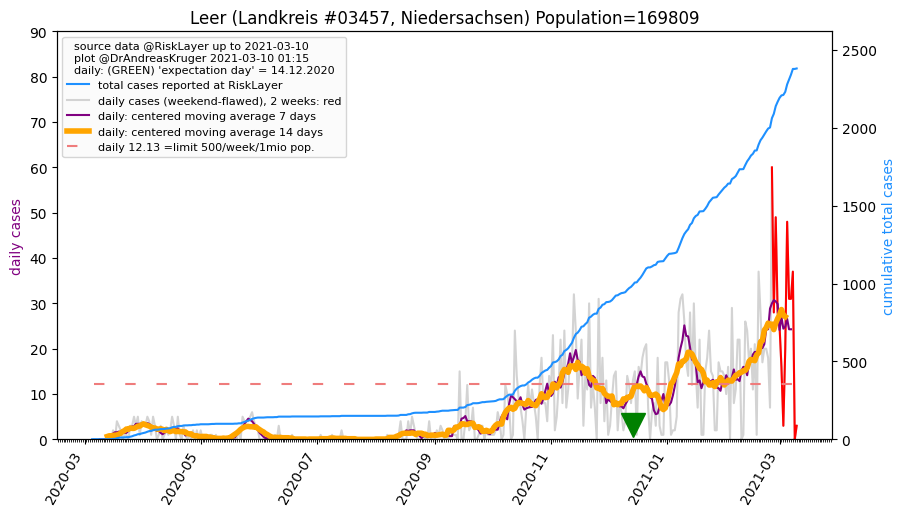 Leer (Landkreis #03457, Niedersachsen) Population=169809
source data @RiskLayer up to 2021-03-10
plot @DrAndreasKruger 2021-03-10 01:15
daily: (GREEN) 'expectation day' = 14.12.2020
total cases reported at RiskLayer
daily cases (weekend-flawed), 2 weeks: red
daily: centered moving average 7 days
daily: centered moving average 14 days
daily 12.13 =limit 500/week/1mio pop.
daily cases
90
80
70
60
50
40
30
20
10
0
2500
2000
1500
1000
500
0
cumulative total cases
2020-03
2020-05
2020-07
2020-09
2020-11
2021-01
2021-03